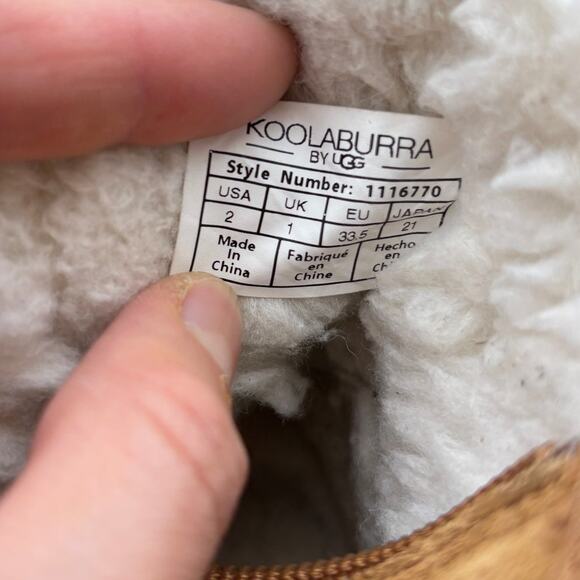 KOOLABURRA
BY UGG
Style Number: 1116770
USA UK EU JAPAN
2 1 33.5 21
Made Fabriqué Hecho
In en en
China Chine